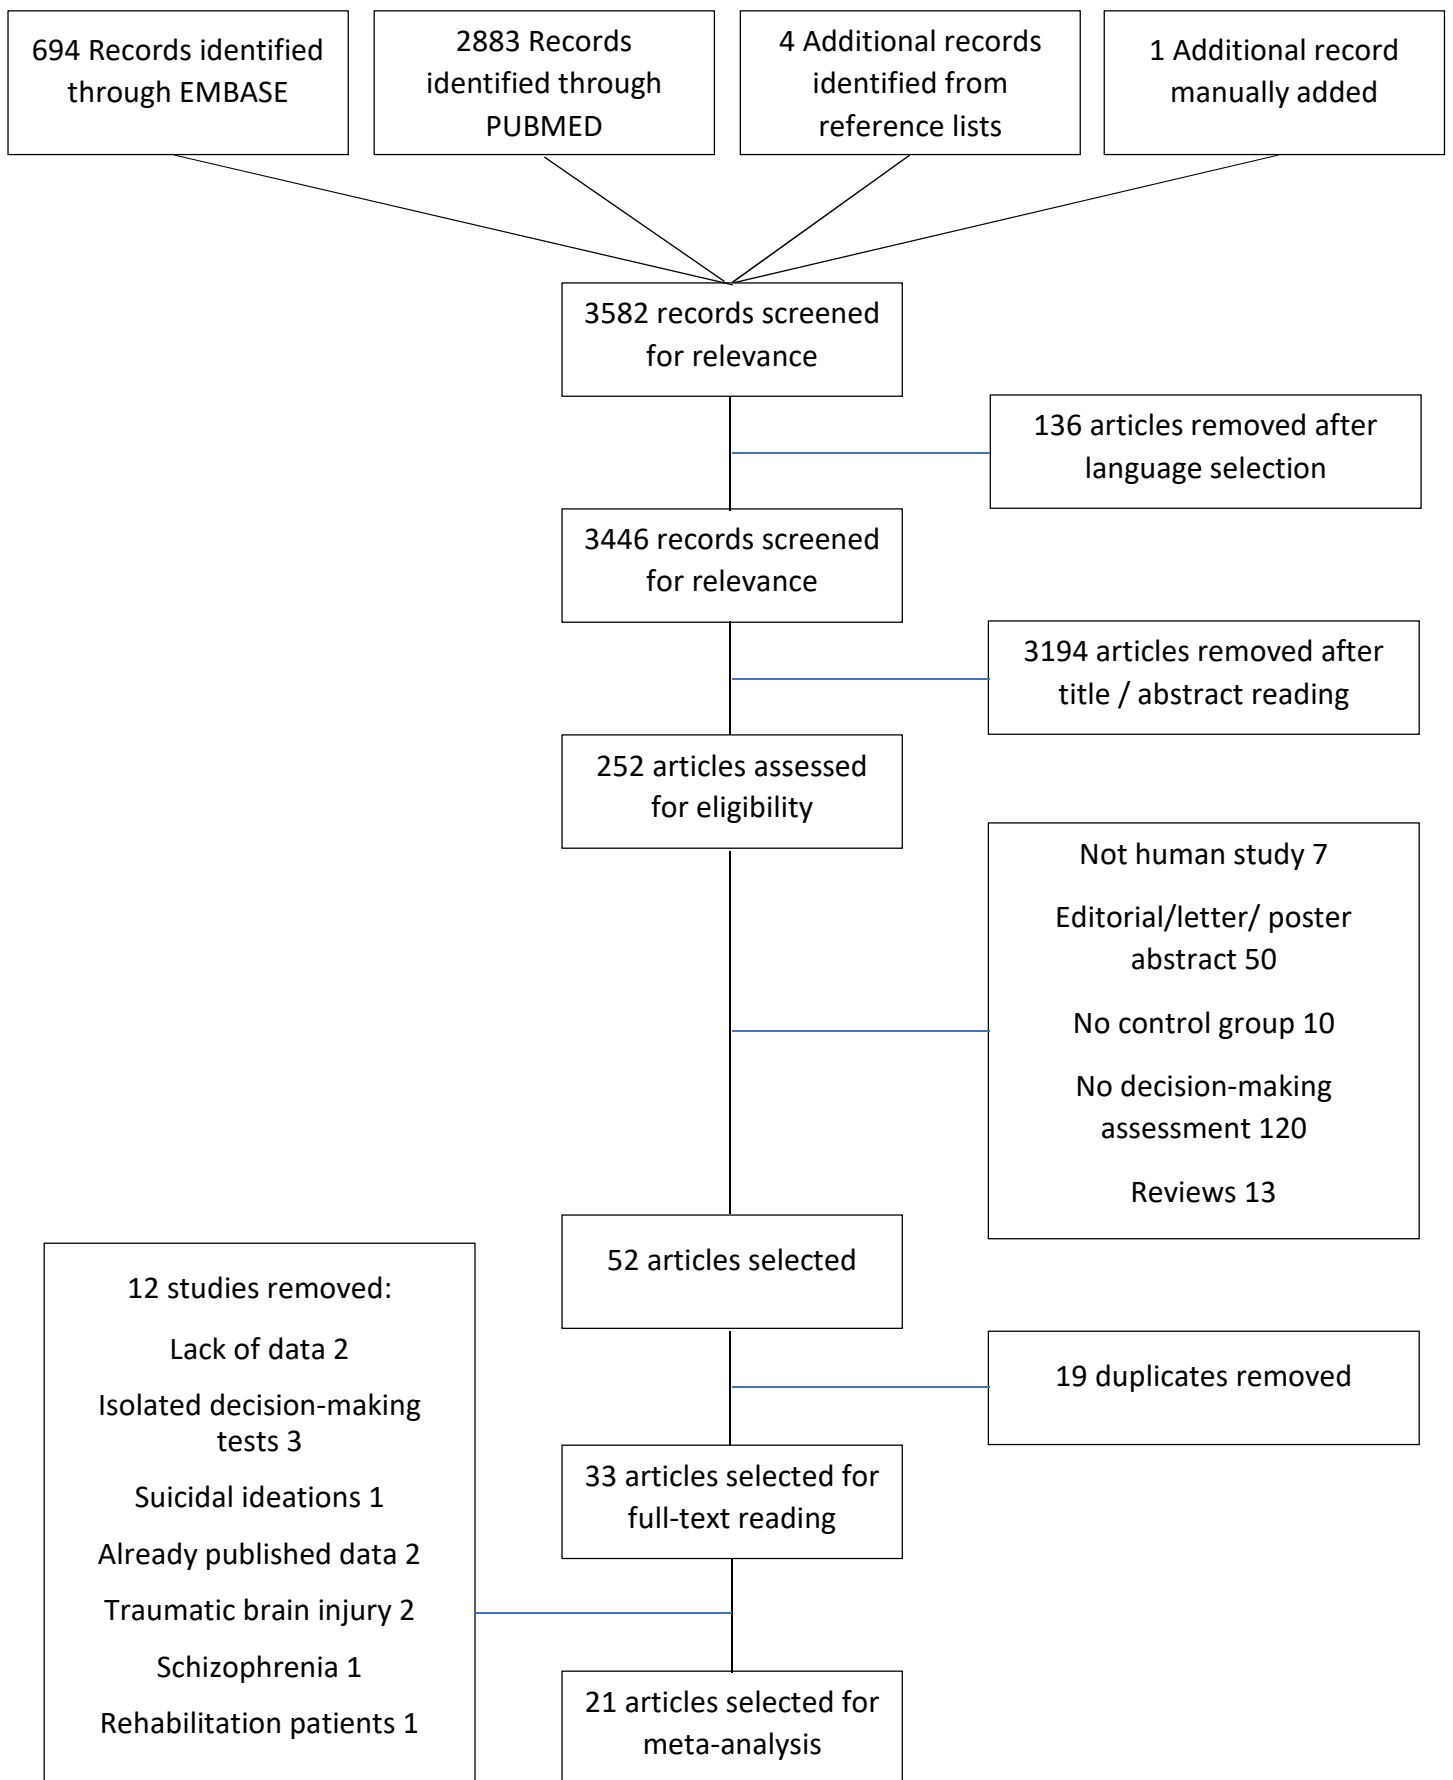 694 Records identified
through EMBASE
2883 Records
identified through
PUBMED
4 Additional records
identified from
reference lists
1 Additional record
manually added
3582 records screened
for relevance
136 articles removed after
language selection
3446 records screened
for relevance
3194 articles removed after
title / abstract reading
252 articles assessed
for eligibility
Not human study 7
Editorial/letter/ poster
abstract 50
No control group 10
No decision-making
assessment 120
Reviews 13
52 articles selected
12 studies removed:
Lack of data 2
Isolated decision-making
tests 3
Suicidal ideations 1
Already published data 2
Traumatic brain injury 2
Schizophrenia 1
Rehabilitation patients 1
19 duplicates removed
33 articles selected for
full-text reading
21 articles selected for
meta-analysis